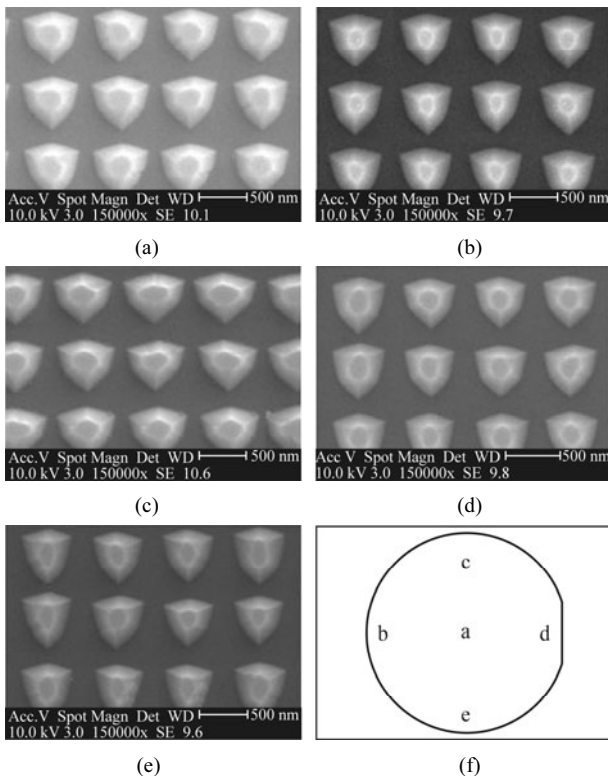 Acc.V Spot Magn Det WD 500 nm
10.0 kV 3.0 150000x SE 10.1
(a)
Acc.V Spot Magn Det WD 500 nm
10.0 kV 3.0 150000x SE 9.7
(b)
Acc.V Spot Magn Det WD 500 nm
10.0 kV 3.0 150000x SE 10.6
(c)
Acc.V Spot Magn Det WD 500 nm
10.0 kV 3.0 150000x SE 9.8
(d)
Acc.V Spot Magn Det WD 500 nm
10.0 kV 3.0 150000x SE 9.6
(e)
c
b a d
e
(f)